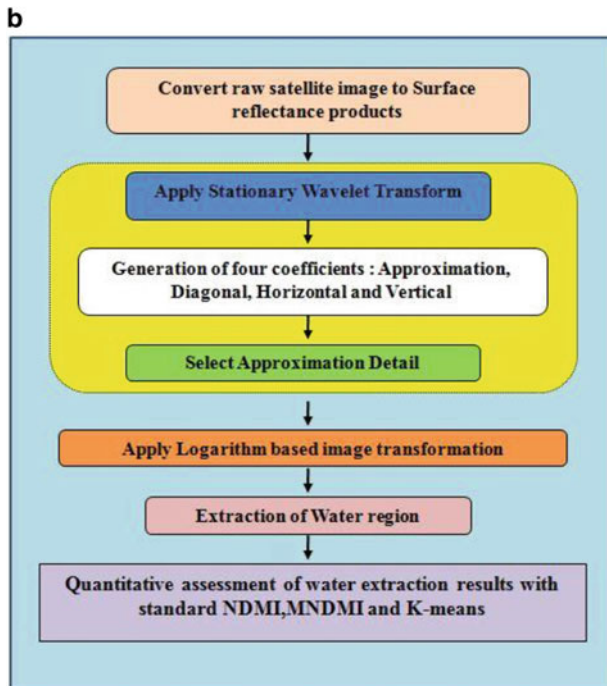 b
Convert raw satellite image to Surface
reflectance products
Apply Stationary Wavelet Transform
Generation of four coefficients : Approximation,
Diagonal, Horizontal and Vertical
Select Approximation Detail
Apply Logarithm based image transformation
Extraction of Water region
Quantitative assessment of water extraction results with
standard NDMI,MNDMI and K-means